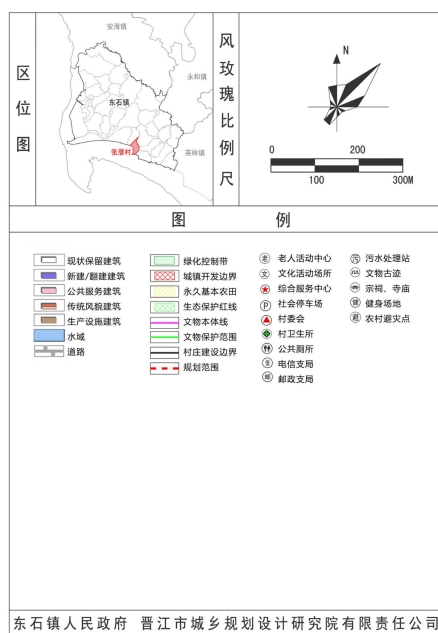 区位图
安海镇
永和镇
东石镇
英林镇
张厝村
风玫瑰比例尺
N
0 200
100 300M
图 例
现状保留建筑
新建/翻建建筑
公共服务建筑
传统风貌建筑
生产设施建筑
水域
道路
绿化控制带
城镇开发边界
永久基本农田
生态保护红线
文物本体线
文物保护范围
村庄建设边界
规划范围
老 老年人活动中心
文 文化活动场所
综合服务中心
P 社会停车场
村委会
村卫生所
公共厕所
电信支局
邮 邮政支局
污水处理站
文物古迹
宗祠、寺庙
健 健身场地
避 农村避灾点
东石镇人民政府 晋江市城乡规划设计研究院有限责任公司